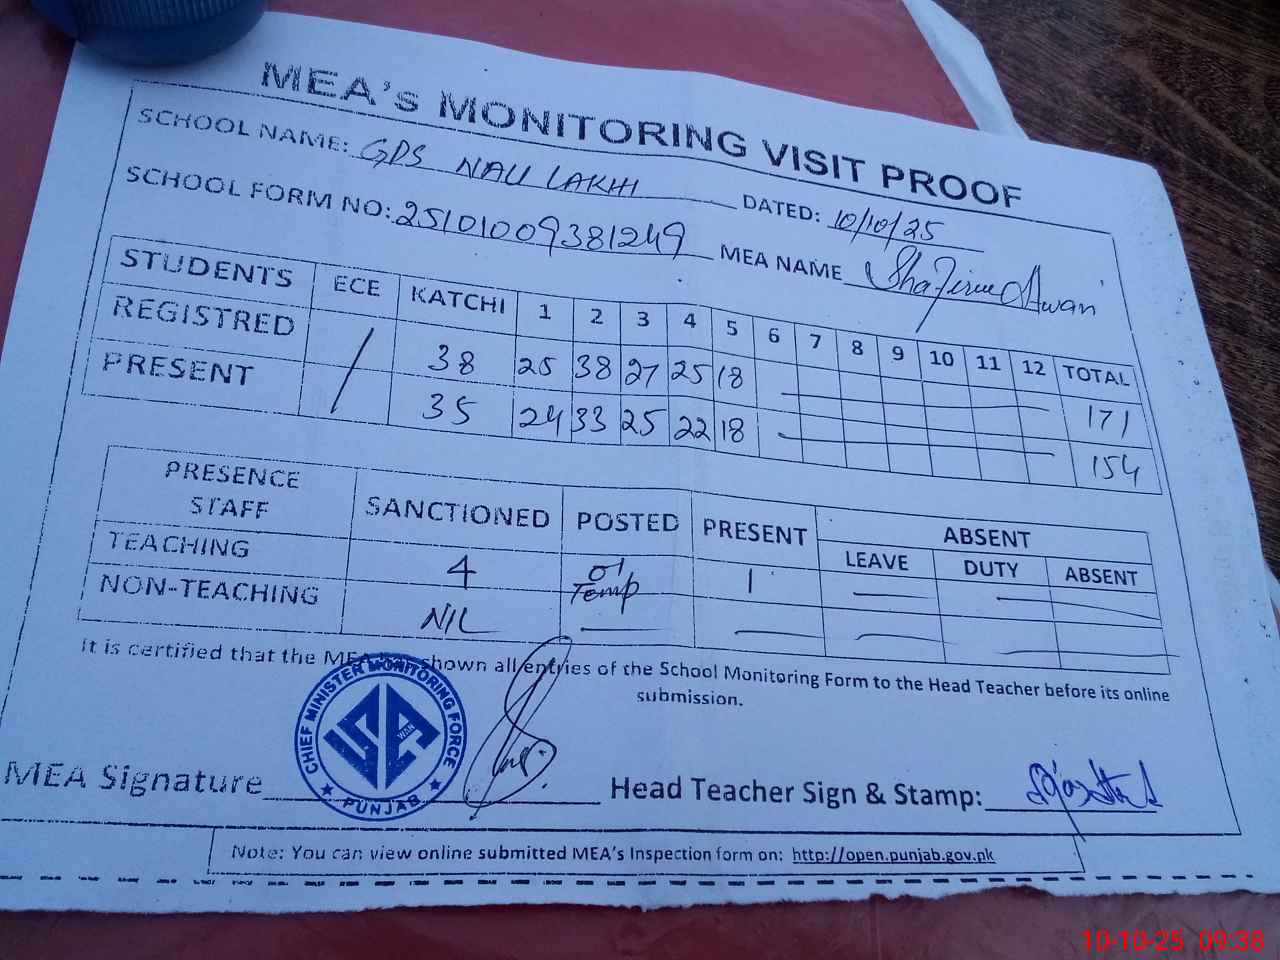 MEA's MONITORING VISIT PROOF
SCHOOL NAME: GPS NAU LAKHI DATED: 10/10/25
SCHOOL FORM NO: 25101009381249 MEA NAME Awan
STUDENTS ECE KATCHI 1 2 3 4 5 6 7 8 9 10 11 12 TOTAL
REGISTRED / 38 25 38 27 25 18 171
PRESENT 35 24 33 25 22 18 154
PRESENCE STAFF SANCTIONED POSTED PRESENT ABSENT
LEAVE DUTY ABSENT
TEACHING 4 01 Temp 1
NON-TEACHING NIL
It is certified that the MEA shown all entries of the School Monitoring Form to the Head Teacher before its online
submission.
CHIEF MINISTER MONITORING FORCE
PUNJAB
MEA Signature Head Teacher Sign & Stamp:
Note: You can view online submitted MEA's Inspection form on: http://open.punjab.gov.pk
10-10-25 09:38